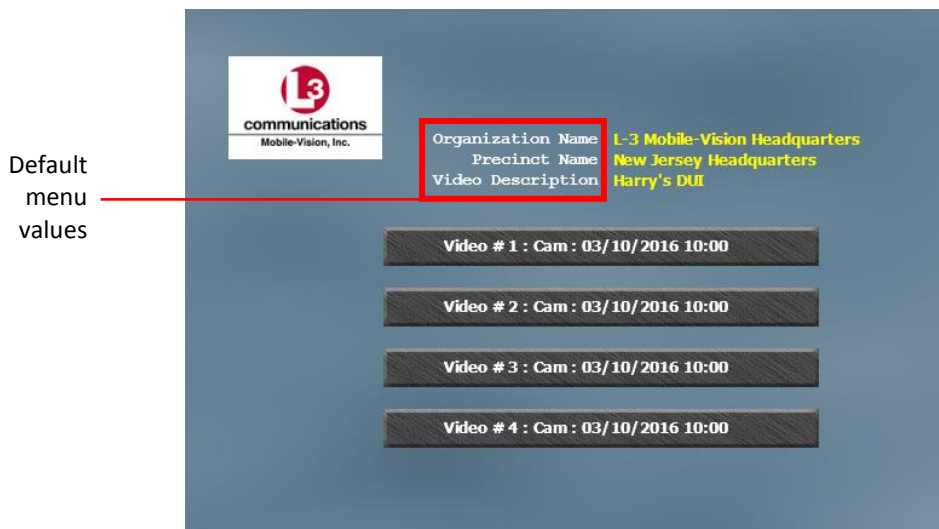 L3
communications
Mobile-Vision, Inc.
Default
menu
values
Organization Name L-3 Mobile-Vision Headquarters
Precinct Name New Jersey Headquarters
Video Description Harry's DUI
Video # 1 : Cam : 03/10/2016 10:00
Video # 2 : Cam : 03/10/2016 10:00
Video # 3 : Cam : 03/10/2016 10:00
Video # 4 : Cam : 03/10/2016 10:00